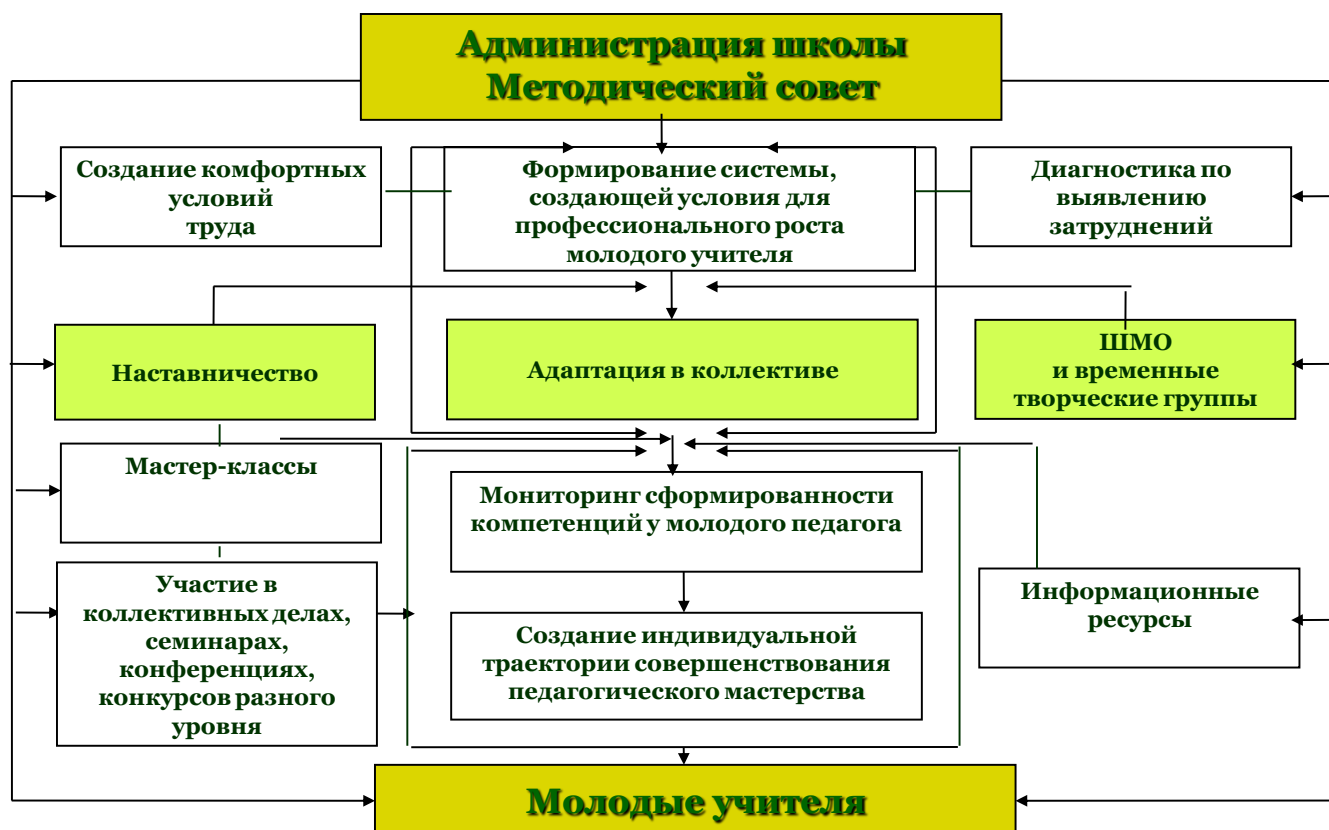 Администрация школы
Методический совет
Создание комфортных
условий
труда
Формирование системы,
создающей условия для
профессионального роста
молодого учителя
Диагностика по
выявлению
затруднений
Наставничество
Адаптация в коллективе
ШМО
и временные
творческие группы
Мастер-классы
Мониторинг сформированности
компетенций у молодого педагога
Участие в
коллективных делах,
семинарах,
конференциях,
конкурсов разного
уровня
Создание индивидуальной
траектории совершенствования
педагогического мастерства
Информационные
ресурсы
Молодые учителя